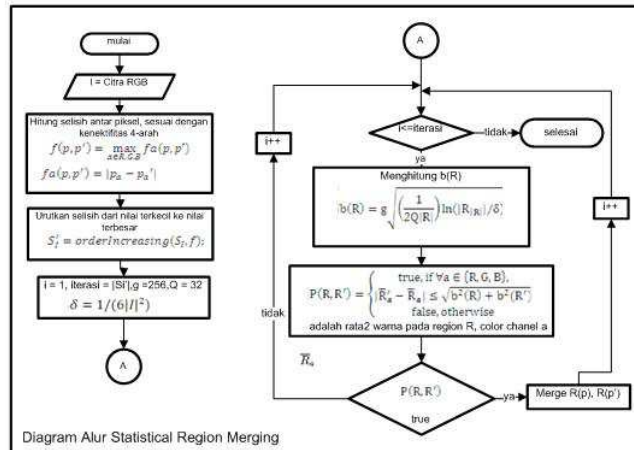 mulai
I = Citra RGB
Hitung selisih antar piksel, sesuai dengan
kenektifitas 4-arah
f(p,p') = max a∈R,G,B fa(p,p')
fa(p,p') = |pa − pa'|
Urutkan selisih dari nilai terkecil ke nilai
terbesar
S'I = orderIncreasing(SI, f);
i = 1, iterasi = |Si'|,g =256,Q = 32
δ = 1/(6|I|²)
A
A
i<=iterasi
tidak
selesai
i++
ya
Menghitung b(R)
b(R) = g√((1/2Q|R|) ln(|R|R||/δ)
i++
P(R,R') = { true, if ∀a ∈ {R,G,B},
|R̅'a − R̅a| ≤ √b²(R) + b²(R')
false, otherwise
adalah rata2 warna pada region R, color chanel a
tidak
R̅a
P(R,R')
true
ya
Merge R(p), R(p')
Diagram Alur Statistical Region Merging